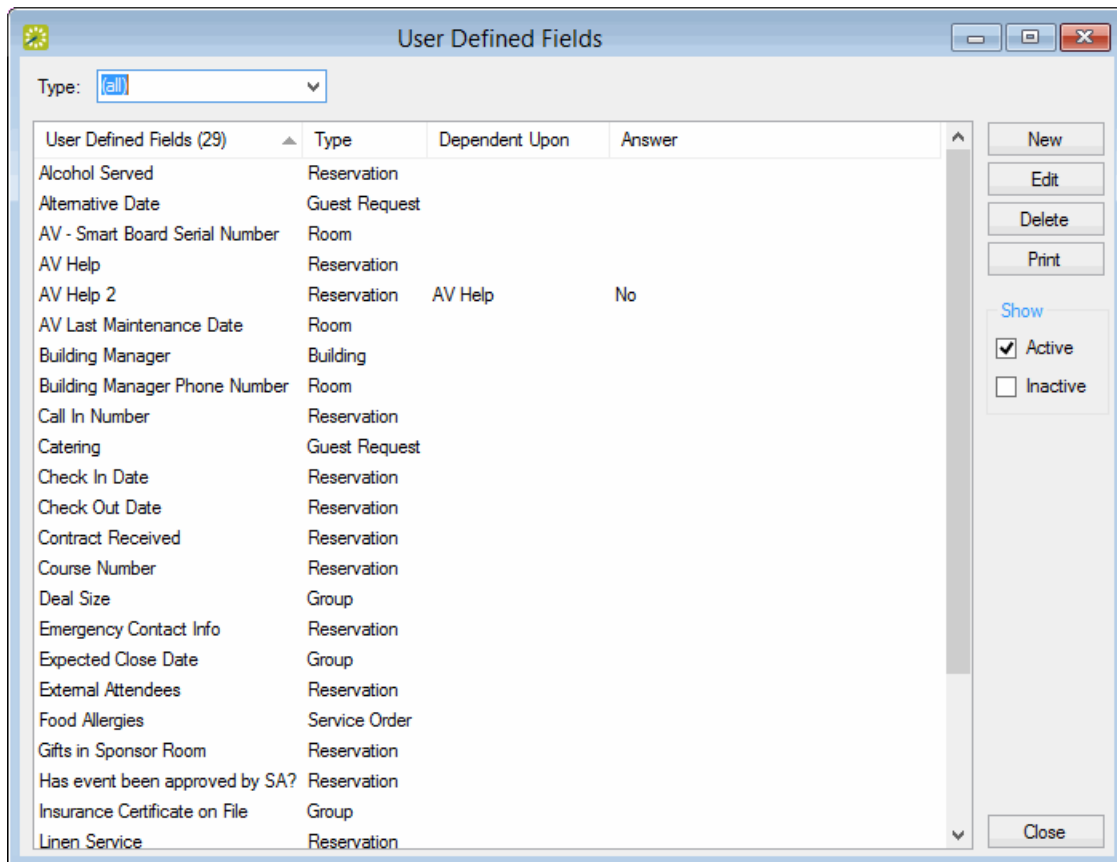 User Defined Fields
Type: (all)
User Defined Fields (29) Type Dependent Upon Answer
Alcohol Served Reservation
Alternative Date Guest Request
AV - Smart Board Serial Number Room
AV Help Reservation
AV Help 2 Reservation AV Help No
AV Last Maintenance Date Room
Building Manager Building
Building Manager Phone Number Room
Call In Number Reservation
Catering Guest Request
Check In Date Reservation
Check Out Date Reservation
Contract Received Reservation
Course Number Reservation
Deal Size Group
Emergency Contact Info Reservation
Expected Close Date Group
External Attendees Reservation
Food Allergies Service Order
Gifts in Sponsor Room Reservation
Has event been approved by SA? Reservation
Insurance Certificate on File Group
Linen Service Reservation
New
Edit
Delete
Print
Show
Active
Inactive
Close